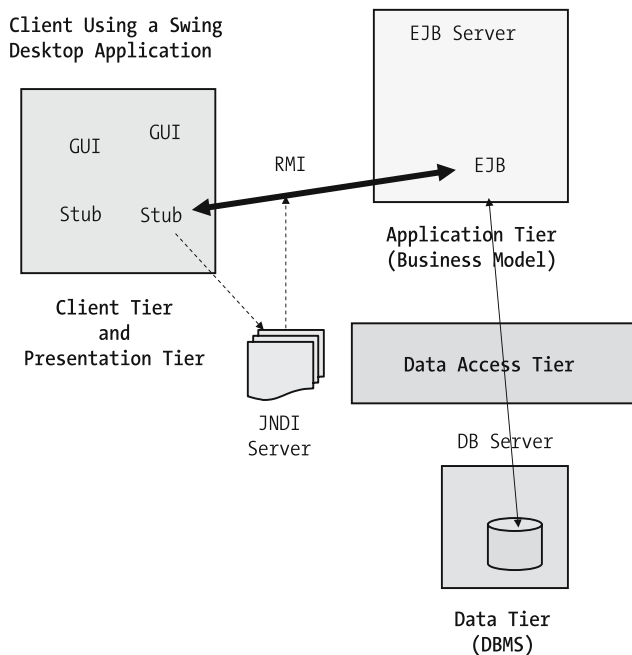 Client Using a Swing
Desktop Application
EJB Server
GUI
GUI
RMI
EJB
Stub
Stub
Application Tier
(Business Model)
Client Tier
and
Presentation Tier
Data Access Tier
JNDI
Server
DB Server
Data Tier
(DBMS)